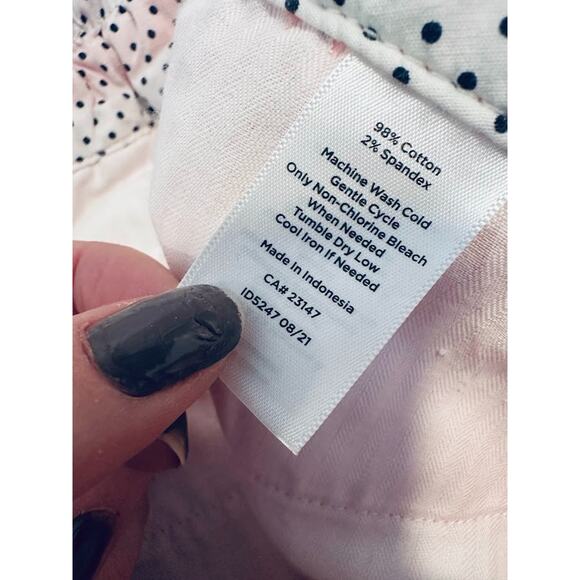 98% Cotton
2% Spandex
Machine Wash Cold
Gentle Cycle
Only Non-Chlorine Bleach
When Needed
Tumble Dry Low
Cool Iron if Needed
Made in Indonesia
CA# 23147
ID5247 08/21